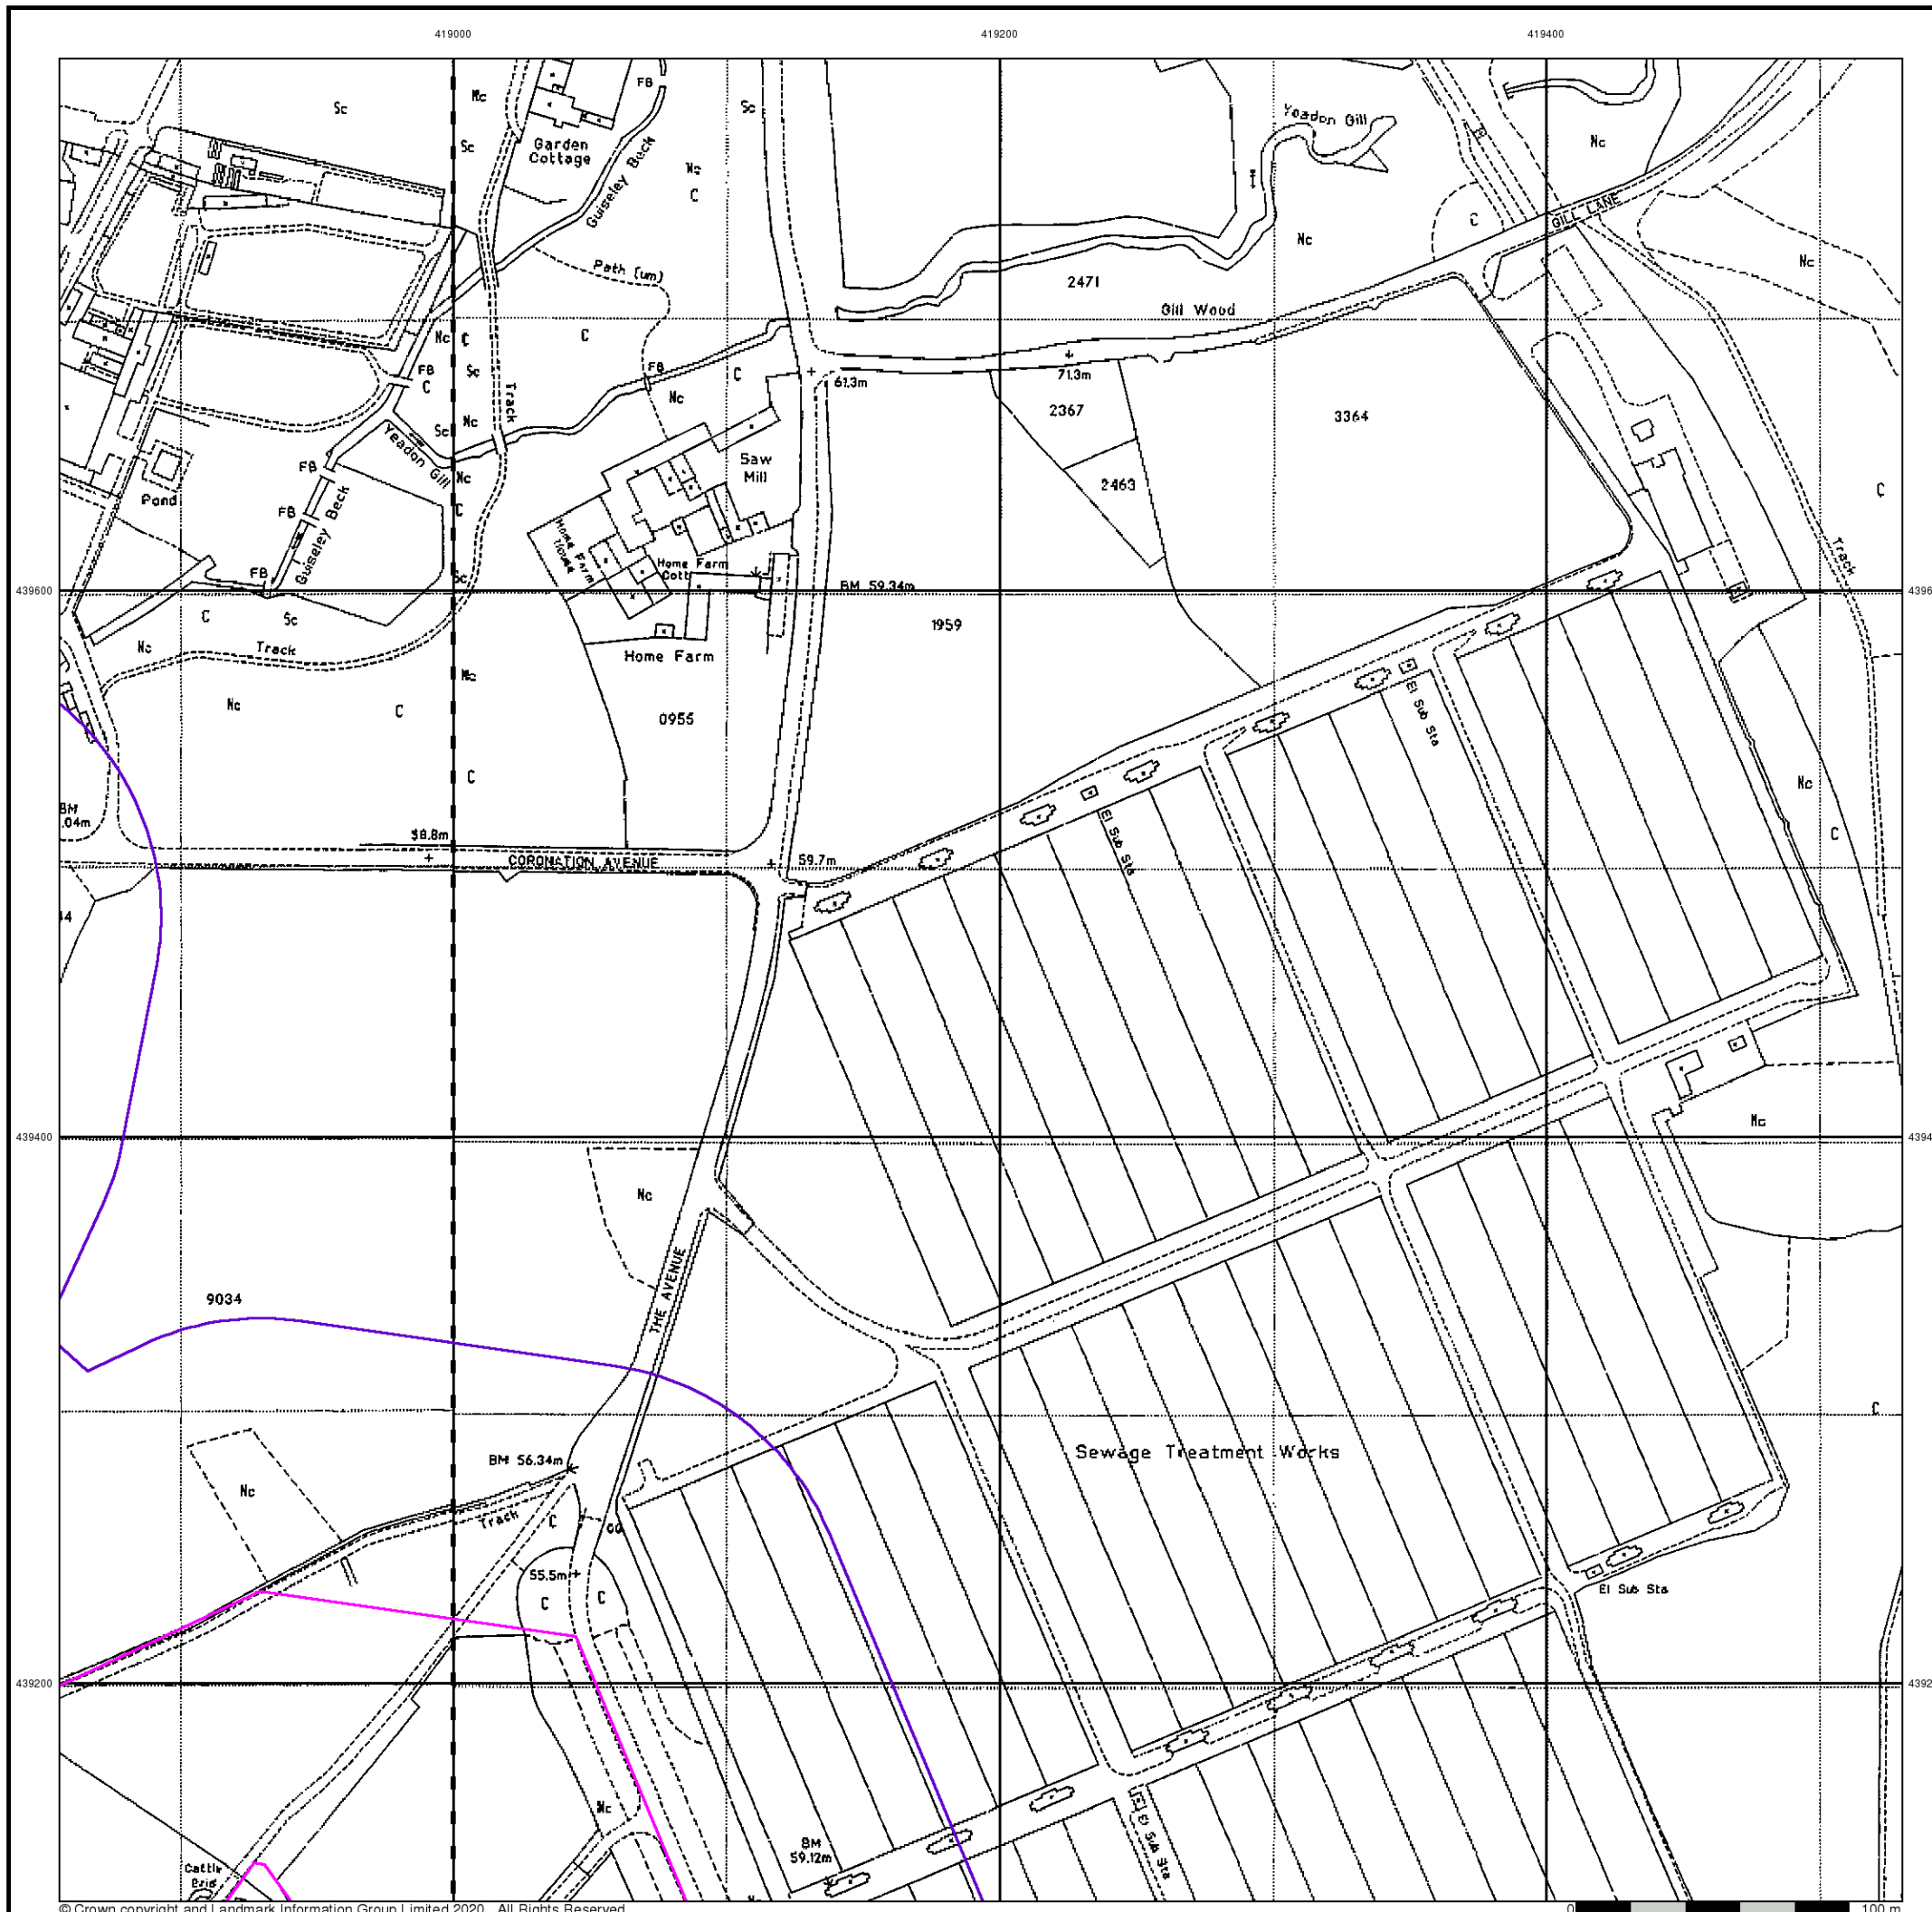 419000
419200
419400
Sc
Nc
Sc
FB
Garden
Cottage
Guiseley Beck
Nc
C
Sc
Yeadon Gill
Nc
C
GILL LANE
Nc
Nc
Path (um)
2471
Gill Wood
Nc
C
C
Sc
FB
C
FB
C
Nc
Track
Sc
Nc
61.3m
71.3m
2367
3364
2463
Yeadon Gill
Nc
C
Saw
Mill
Pond
FB
FB
Guiseley Beck
FB
Home Farm
House
Home Farm
Cott
C
Track
439600
BM 59.34m
Sc
C
Sc
Nc
Track
1959
Home Farm
Nc
Nc
C
0955
El Sub Sta
C
Nc
C
BM
.04m
58.8m
CORONATION AVENUE
59.7m
El Sub Sta
439400
Nc
Nc
THE AVENUE
9034
C
BM 56.34m
Sewage Treatment Works
Nc
Track
C
55.5m
C
C
El Sub Sta
439200
Nc
El Sub Sta
BM
59.12m
© Crown copyright and Landmark Information Group Limited 2020. All Rights Reserved.
0
100 m